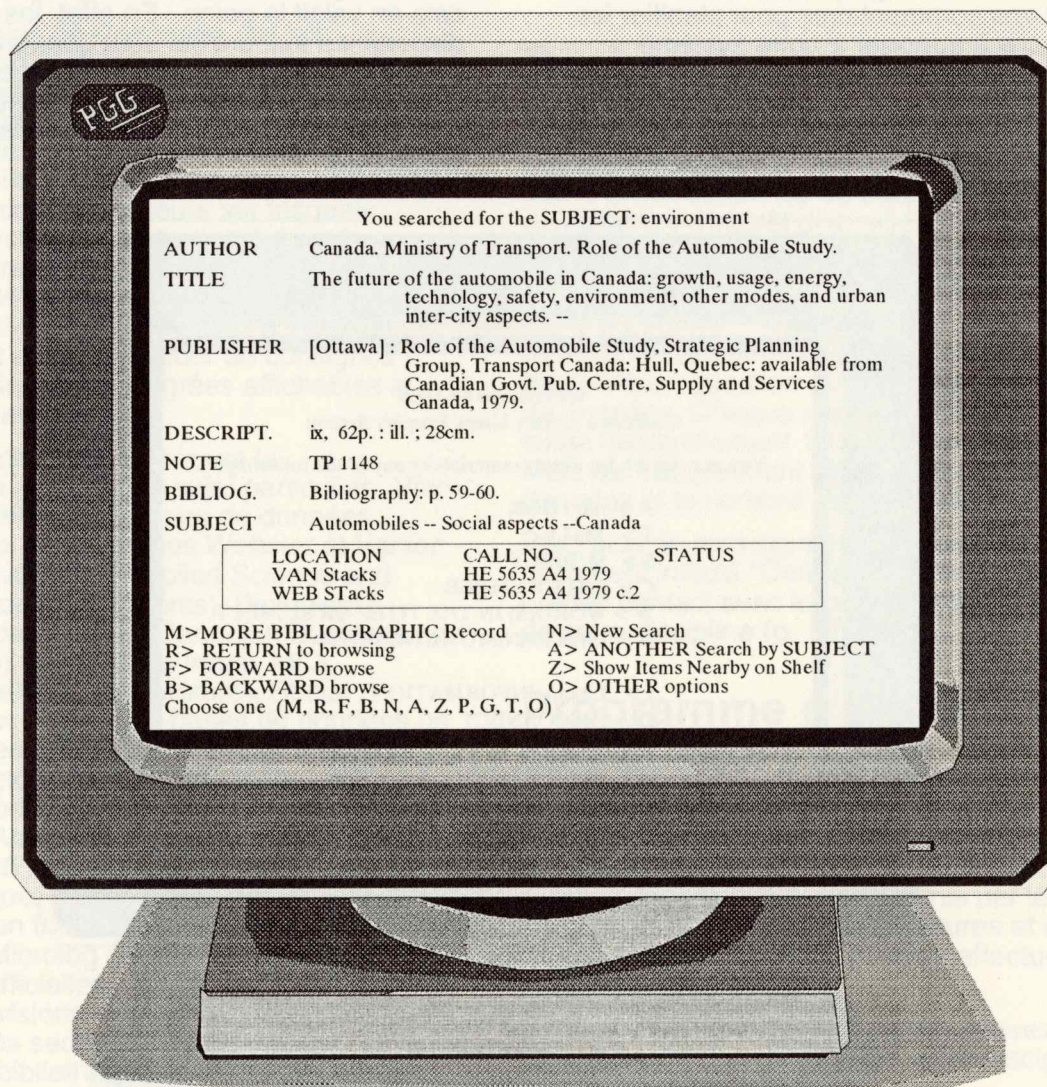 PGG
You searched for the SUBJECT: environment
AUTHOR Canada. Ministry of Transport. Role of the Automobile Study.
TITLE The future of the automobile in Canada: growth, usage, energy,
technology, safety, environment, other modes, and urban
inter-city aspects. --
PUBLISHER [Ottawa] : Role of the Automobile Study, Strategic Planning
Group, Transport Canada: Hull, Quebec: available from
Canadian Govt. Pub. Centre, Supply and Services
Canada, 1979.
DESCRIPT. ix, 62p. : ill. ; 28cm.
NOTE TP 1148
BIBLIOG. Bibliography: p. 59-60.
SUBJECT Automobiles -- Social aspects --Canada
LOCATION CALL NO. STATUS
VAN Stacks HE 5635 A4 1979
WEB STacks HE 5635 A4 1979 c.2
M>MORE BIBLIOGRAPHIC Record N> New Search
R> RETURN to browsing A> ANOTHER Search by SUBJECT
F> FORWARD browse Z> Show Items Nearby on Shelf
B> BACKWARD browse O> OTHER options
Choose one (M, R, F, B, N, A, Z, P, G, T, O)